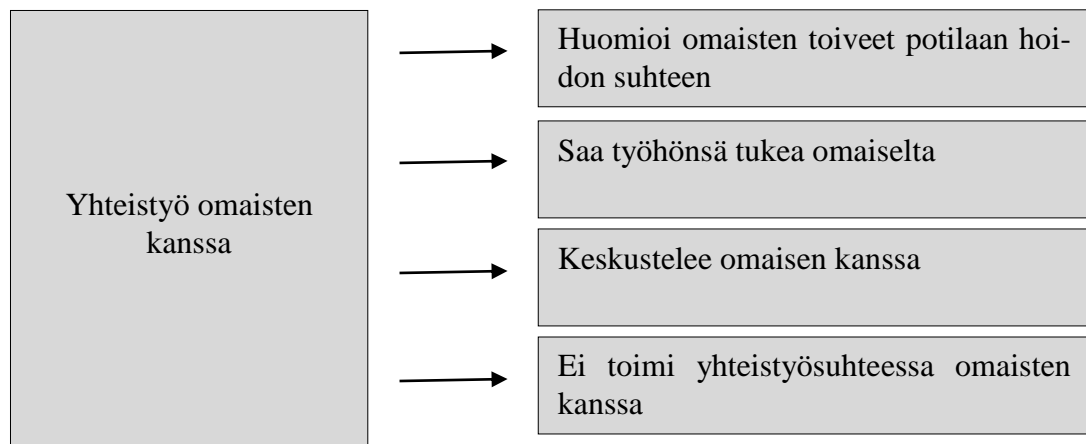 Yhteistyö omaisten
kanssa
Huomioi omaisten toiveet potilaan hoi-
don suhteen
Saa työhönsä tukea omaiselta
Keskustelee omaisen kanssa
Ei toimi yhteistyösuhteessa omaisten
kanssa